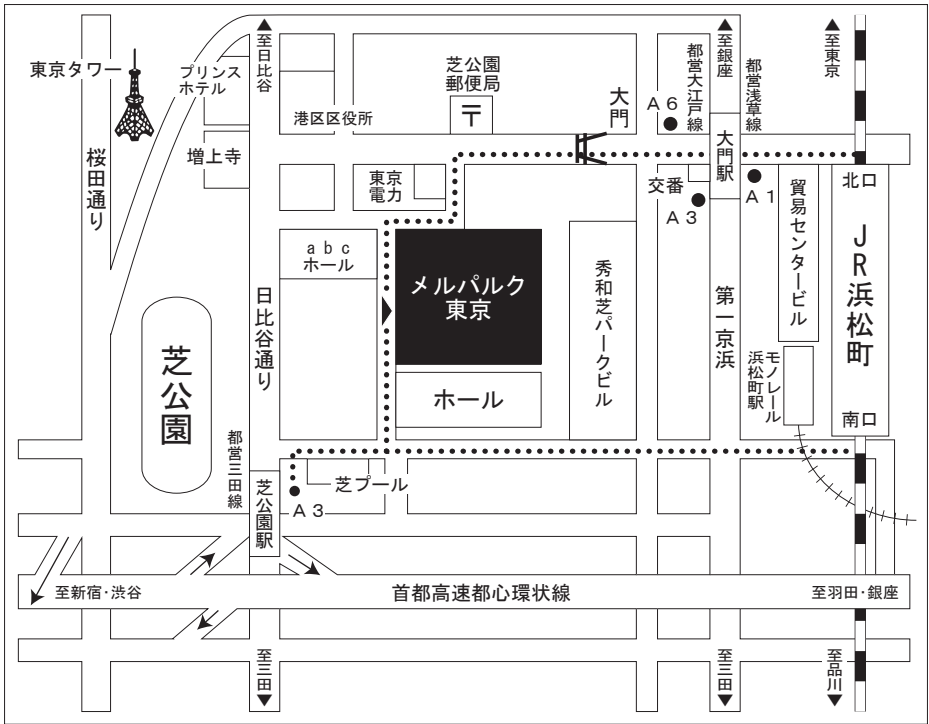 至日比谷
至銀座
至東京
東京タワー
プリンス
ホテル
芝公園
郵便局
〒
大門
A6
都営大江戸線
都営浅草線
港区区役所
桜田通り
増上寺
東京
電力
大門駅
交番
A3
A1
北口
貿易センタービル
JR浜松町
abc
ホール
メルパルク
東京
秀和芝パークビル
第一京浜
日比谷通り
芝公園
ホール
モノレール
浜松町駅
南口
都営三田線
芝公園駅
芝プール
A3
至新宿・渋谷
首都高速都心環状線
至羽田・銀座
至三田
至三田
至品川